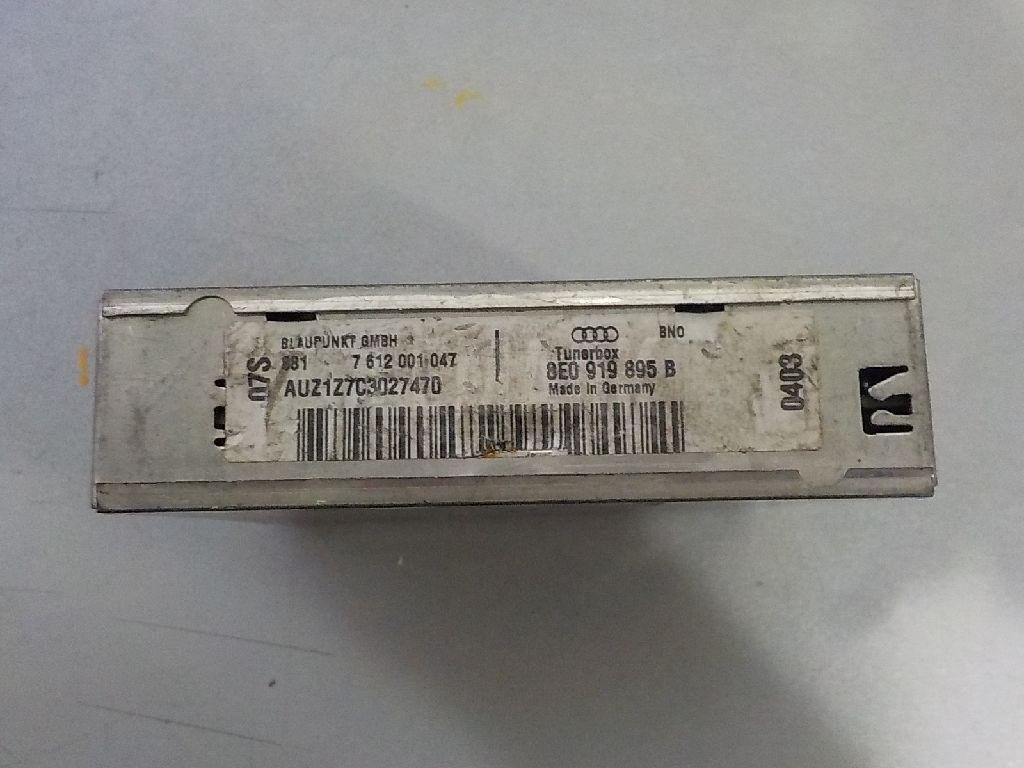 07S
BLAUPUNKT GMBH
881 7 612 001 047
AUZ1Z7C3027470
BNO
Tunerbox
8E0 919 895 B
Made in Germany
0403